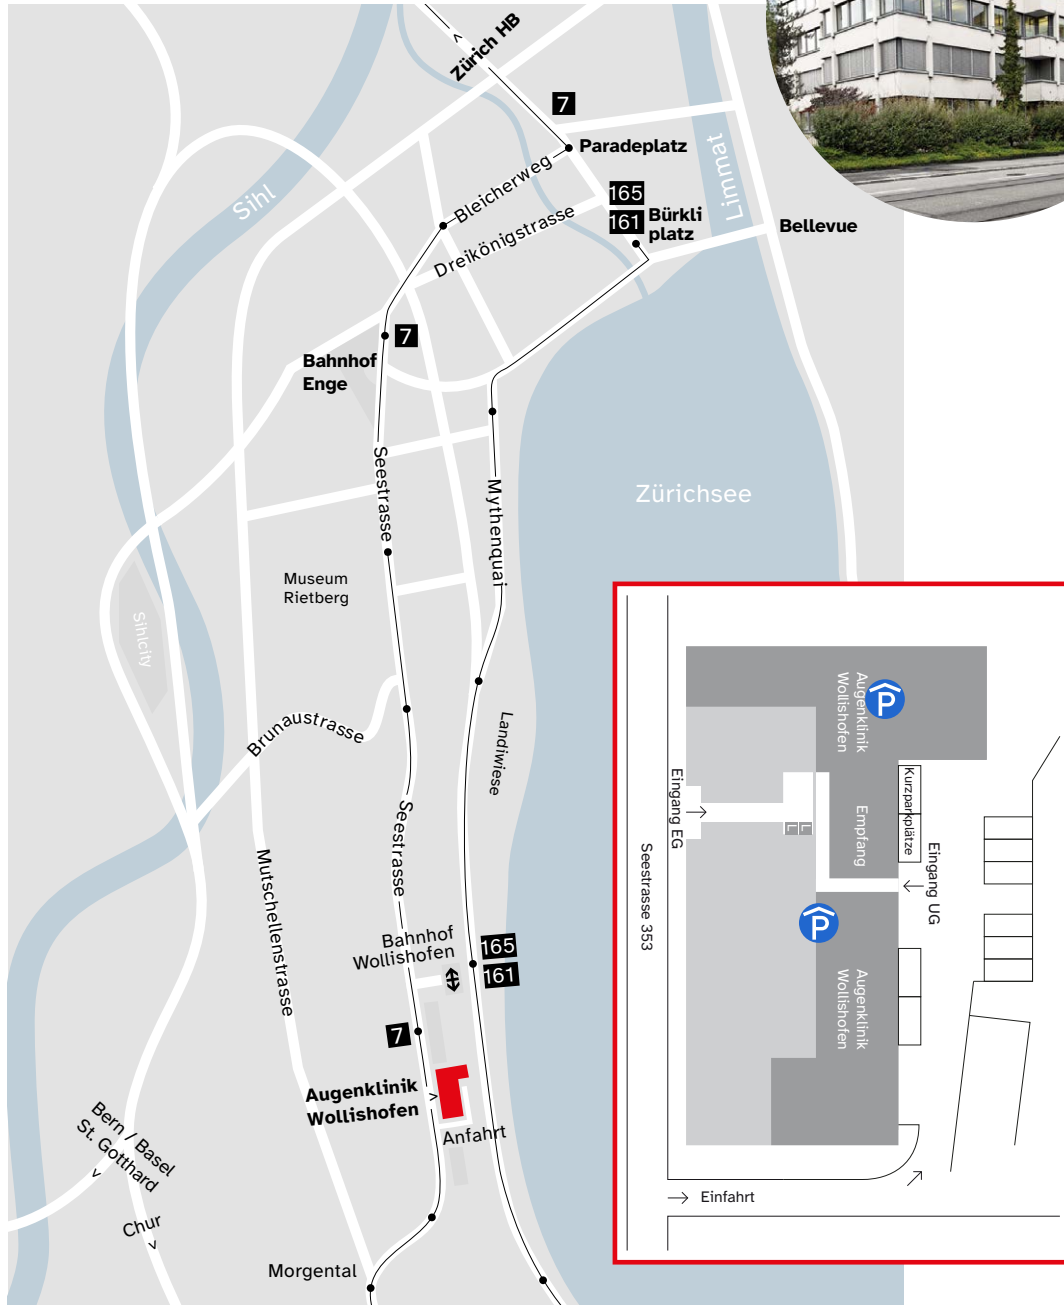 Zürich HB
7
Paradeplatz
Limmat
Sihl
Bleicherweg
165
161
Bürkli
platz
Dreikönigstrasse
Bellevue
7
Bahnhof
Enge
Seestrasse
Mythenquai
Zürichsee
Museum
Rietberg
Sihlcity
Brunaustrasse
Landiwiese
Seestrasse
Mutschellenstrasse
Bahnhof
Wollishofen
165
161
7
Augenklinik
Wollishofen
Anfahrt
Bern / Basel
St. Gotthard
Chur
Morgental
Augenklinik
Wollishofen
P
Eingang EG
Kurzparkplätze
Empfang
L L
Eingang UG
Seestrasse 353
P
Augenklinik
Wollishofen
Einfahrt